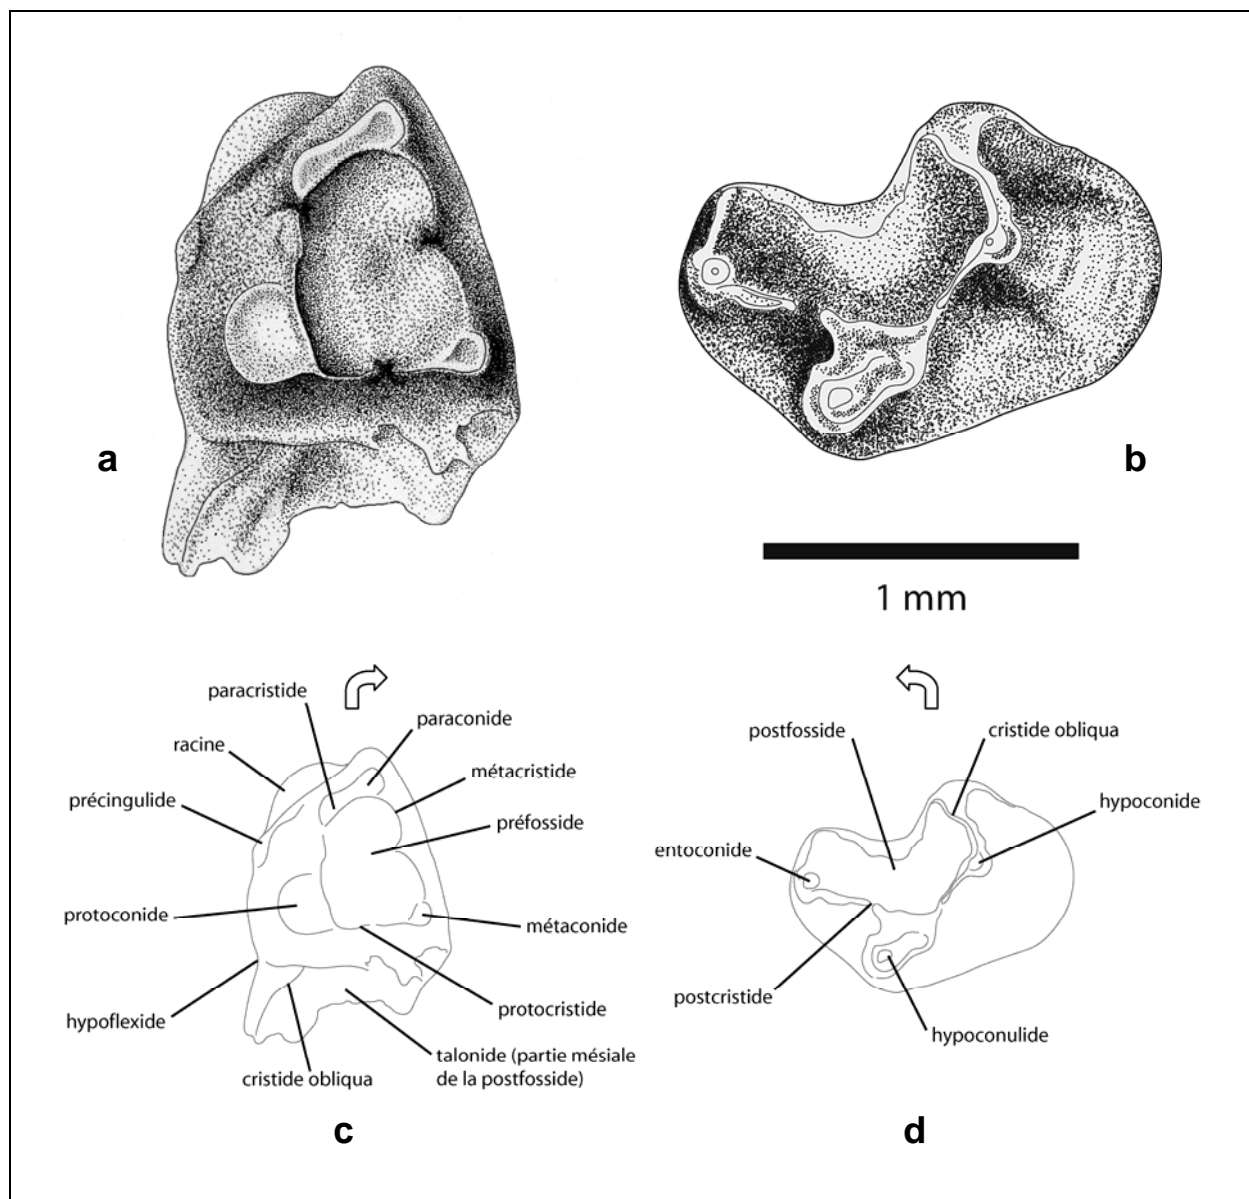 a
b
1 mm
paracristide
paraconide
racine
métacristide
précingulide
préfosside
protoconide
métaconide
hypoflexide
protocristide
cristide obliqua
talonide (partie mésiale
de la postfosside)
c
postfosside
cristide obliqua
hypoconide
entoconide
postcristide
hypoconulide
d